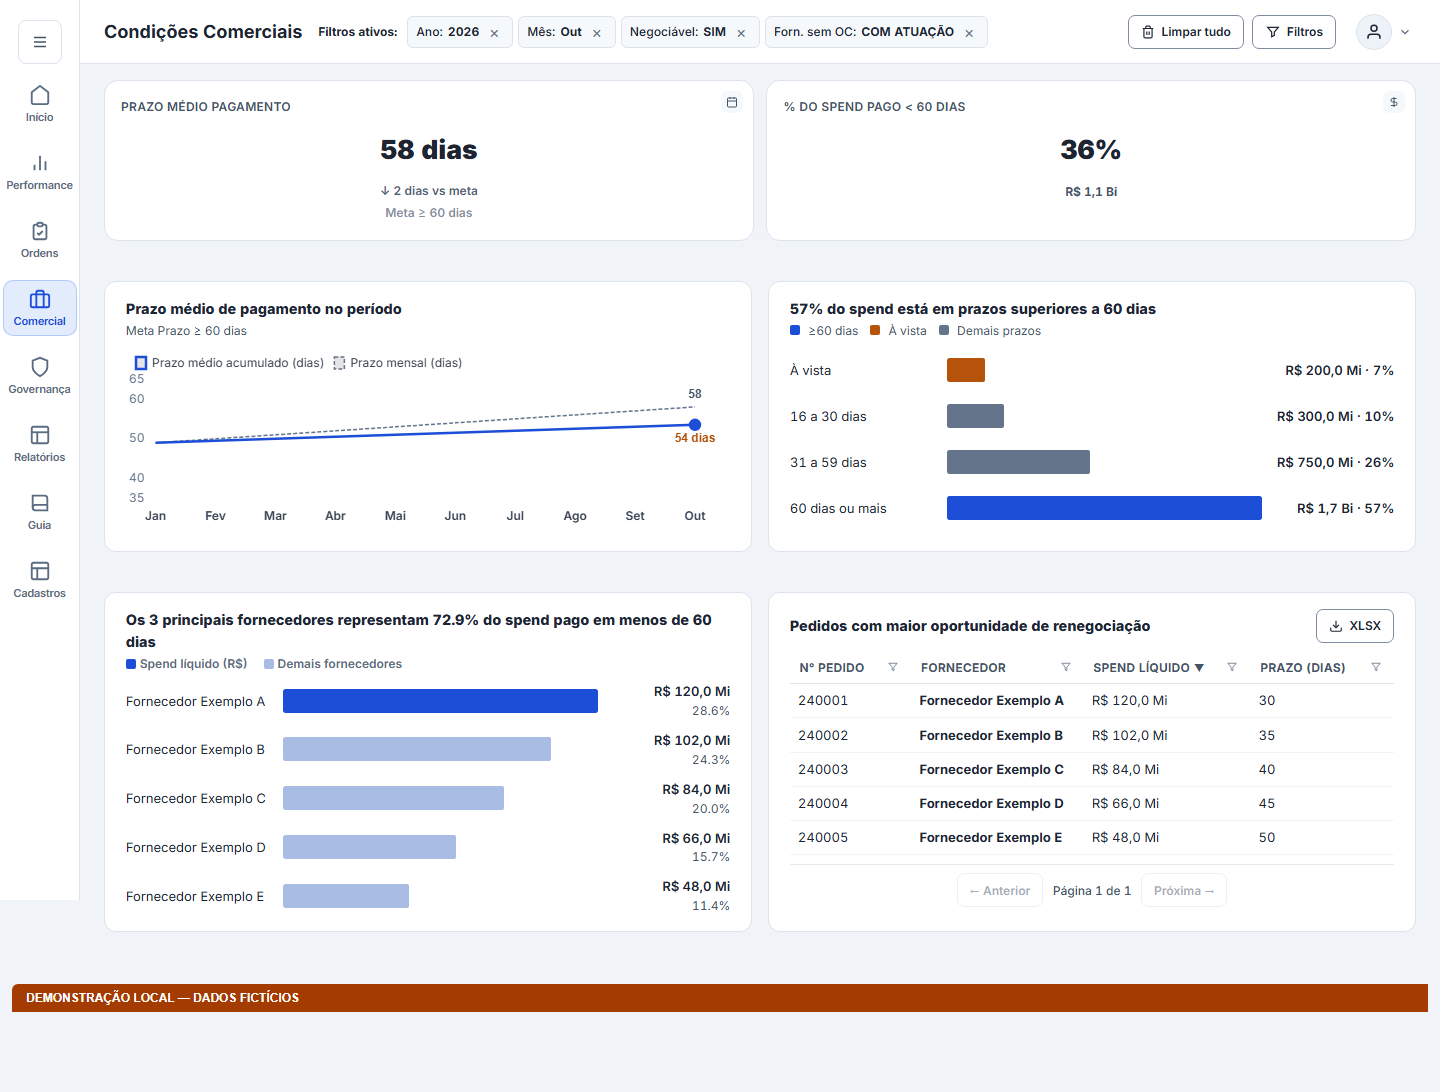 Condições Comerciais
Filtros ativos:
Ano: 2026 ×
Mês: Out ×
Negociável: SIM ×
Forn. sem OC: COM ATUAÇÃO ×
Limpar tudo
Filtros
Início
Performance
Ordens
Comercial
Governança
Relatórios
Guia
Cadastros
PRAZO MÉDIO PAGAMENTO
58 dias
↓ 2 dias vs meta
Meta ≥ 60 dias
% DO SPEND PAGO < 60 DIAS
$
36%
R$ 1,1 Bi
Prazo médio de pagamento no período
Meta Prazo ≥ 60 dias
Prazo médio acumulado (dias) Prazo mensal (dias)
65
60
50
40
35
58
54 dias
Jan Fev Mar Abr Mai Jun Jul Ago Set Out
57% do spend está em prazos superiores a 60 dias
≥60 dias À vista Demais prazos
À vista R$ 200,0 Mi · 7%
16 a 30 dias R$ 300,0 Mi · 10%
31 a 59 dias R$ 750,0 Mi · 26%
60 dias ou mais R$ 1,7 Bi · 57%
Os 3 principais fornecedores representam 72.9% do spend pago em menos de 60
dias
Spend líquido (R$) Demais fornecedores
Fornecedor Exemplo A R$ 120,0 Mi
28.6%
Fornecedor Exemplo B R$ 102,0 Mi
24.3%
Fornecedor Exemplo C R$ 84,0 Mi
20.0%
Fornecedor Exemplo D R$ 66,0 Mi
15.7%
Fornecedor Exemplo E R$ 48,0 Mi
11.4%
Pedidos com maior oportunidade de renegociação
XLSX
Nº PEDIDO FORNECEDOR SPEND LÍQUIDO ▼ PRAZO (DIAS)
240001 Fornecedor Exemplo A R$ 120,0 Mi 30
240002 Fornecedor Exemplo B R$ 102,0 Mi 35
240003 Fornecedor Exemplo C R$ 84,0 Mi 40
240004 Fornecedor Exemplo D R$ 66,0 Mi 45
240005 Fornecedor Exemplo E R$ 48,0 Mi 50
← Anterior Página 1 de 1 Próxima →
DEMONSTRAÇÃO LOCAL — DADOS FICTÍCIOS